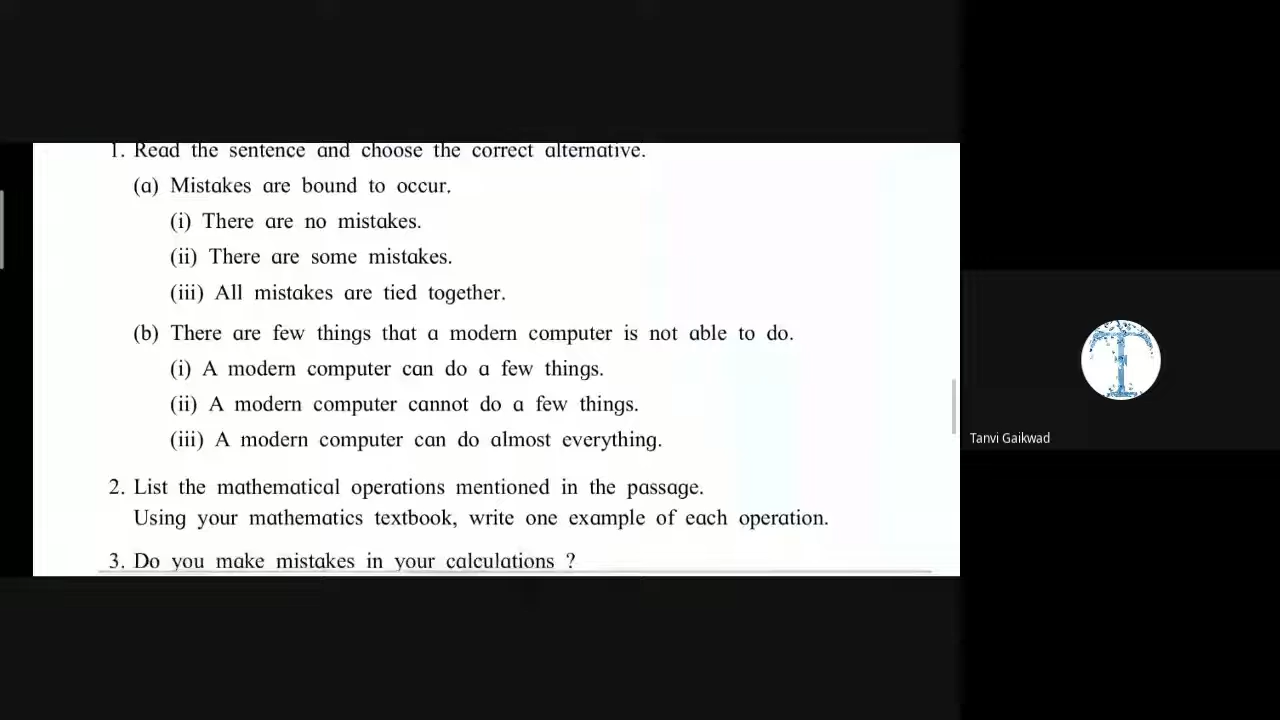 1. Read the sentence and choose the correct alternative.
(a) Mistakes are bound to occur.
(i) There are no mistakes.
(ii) There are some mistakes.
(iii) All mistakes are tied together.
(b) There are few things that a modern computer is not able to do.
(i) A modern computer can do a few things.
(ii) A modern computer cannot do a few things.
(iii) A modern computer can do almost everything.
2. List the mathematical operations mentioned in the passage.
Using your mathematics textbook, write one example of each operation.
3. Do you make mistakes in your calculations ?
Tanvi Gaikwad